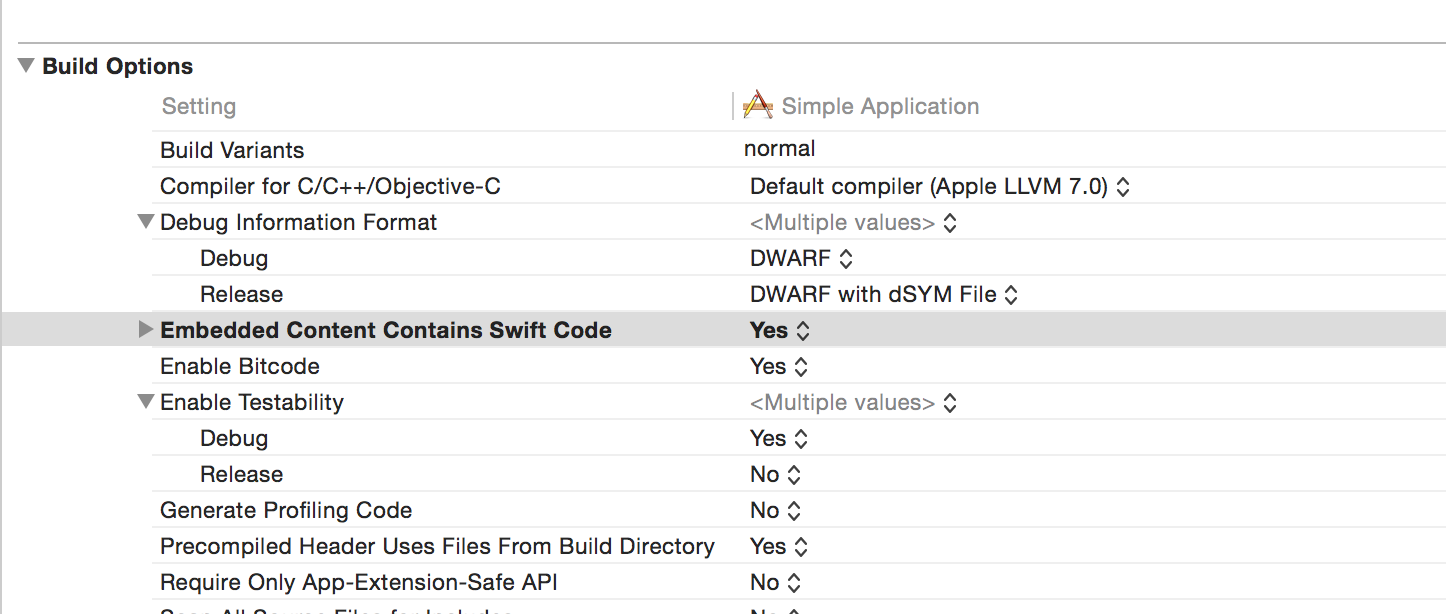 Build Options
Setting Simple Application
Build Variants normal
Compiler for C/C++/Objective-C Default compiler (Apple LLVM 7.0)
Debug Information Format <Multiple values>
Debug DWARF
Release DWARF with dSYM File
Embedded Content Contains Swift Code Yes
Enable Bitcode Yes
Enable Testability <Multiple values>
Debug Yes
Release No
Generate Profiling Code No
Precompiled Header Uses Files From Build Directory Yes
Require Only App-Extension-Safe API No